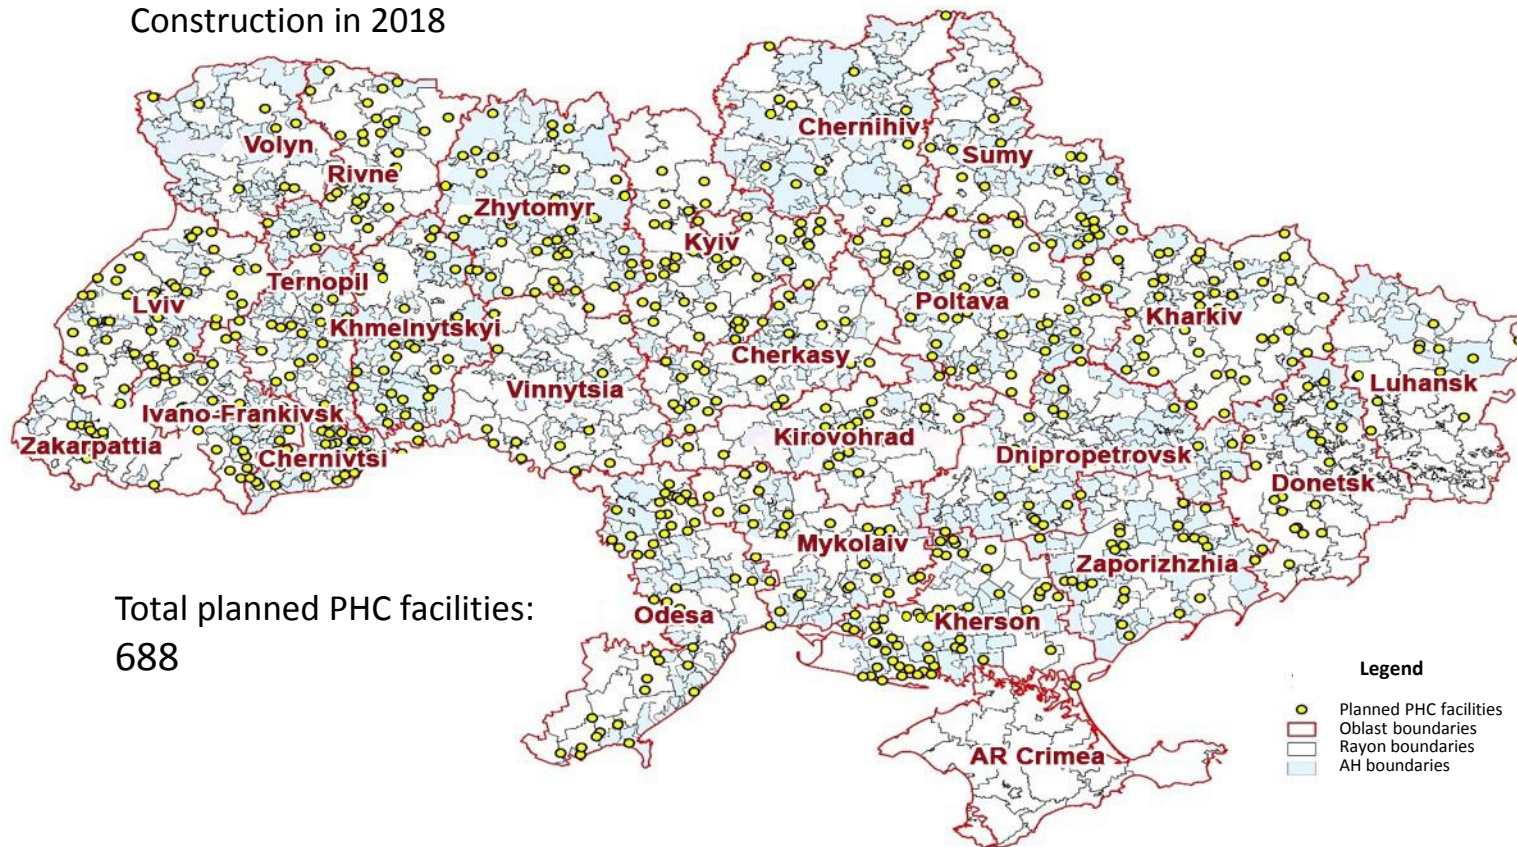 Construction in 2018
Volyn
Rivne
Zhytomyr
Chernihiv
Sumy
Kyiv
Lviv
Ternopil
Khmelnytskyi
Poltava
Kharkiv
Cherkasy
Vinnytsia
Luhansk
Ivano-Frankivsk
Zakarpattia
Chernivtsi
Kirovohrad
Dnipropetrovsk
Donetsk
Mykolaiv
Zaporizhzhia
Odesa
Kherson
AR Crimea
Total planned PHC facilities:
688
Legend
Planned PHC facilities
Oblast boundaries
Rayon boundaries
AH boundaries